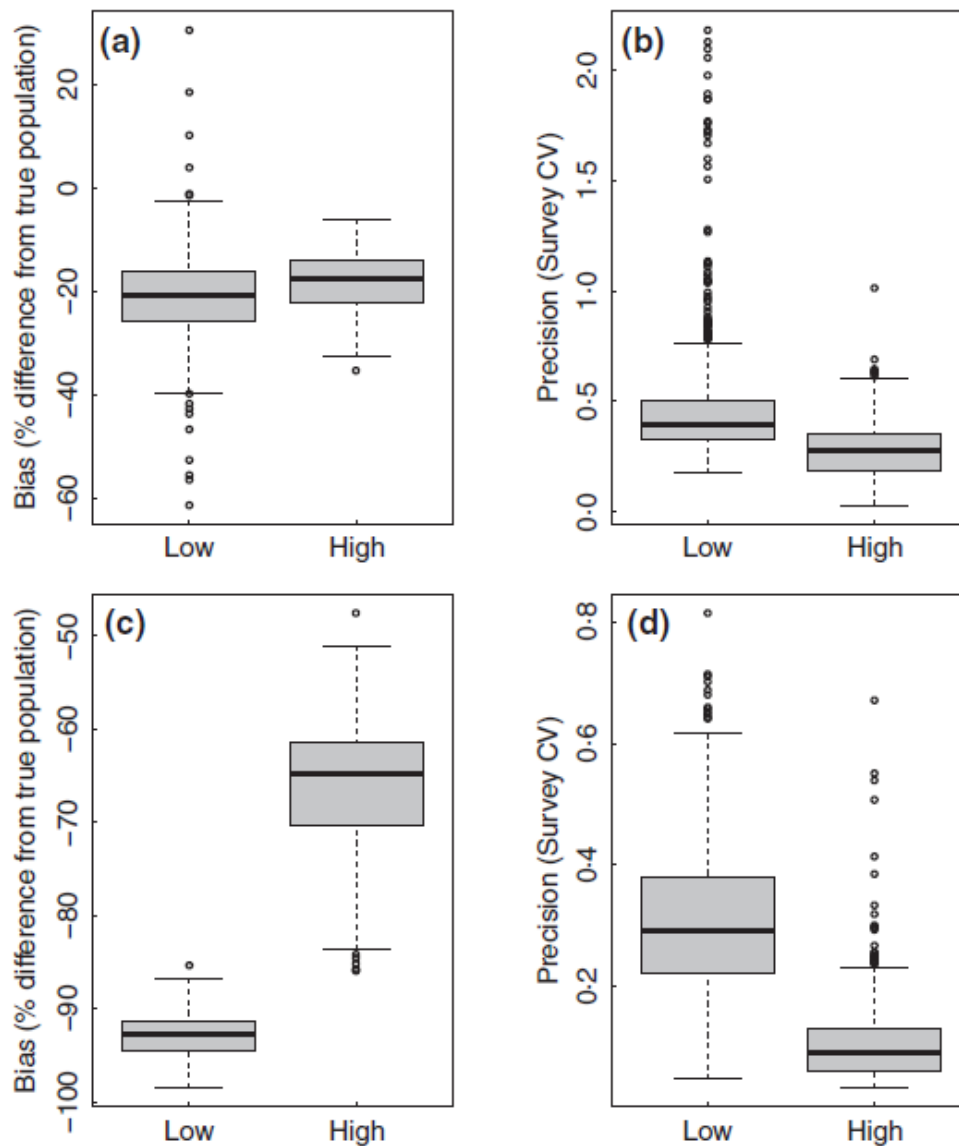 (a)
Bias (% difference from true population)
20
0
−20
−40
−60
Low High
(b)
Precision (Survey CV)
2·0
1·5
1·0
0·5
0·0
Low High
(c)
Bias (% difference from true population)
−50
−60
−70
−80
−90
−100
Low High
(d)
Precision (Survey CV)
0·8
0·6
0·4
0·2
Low High